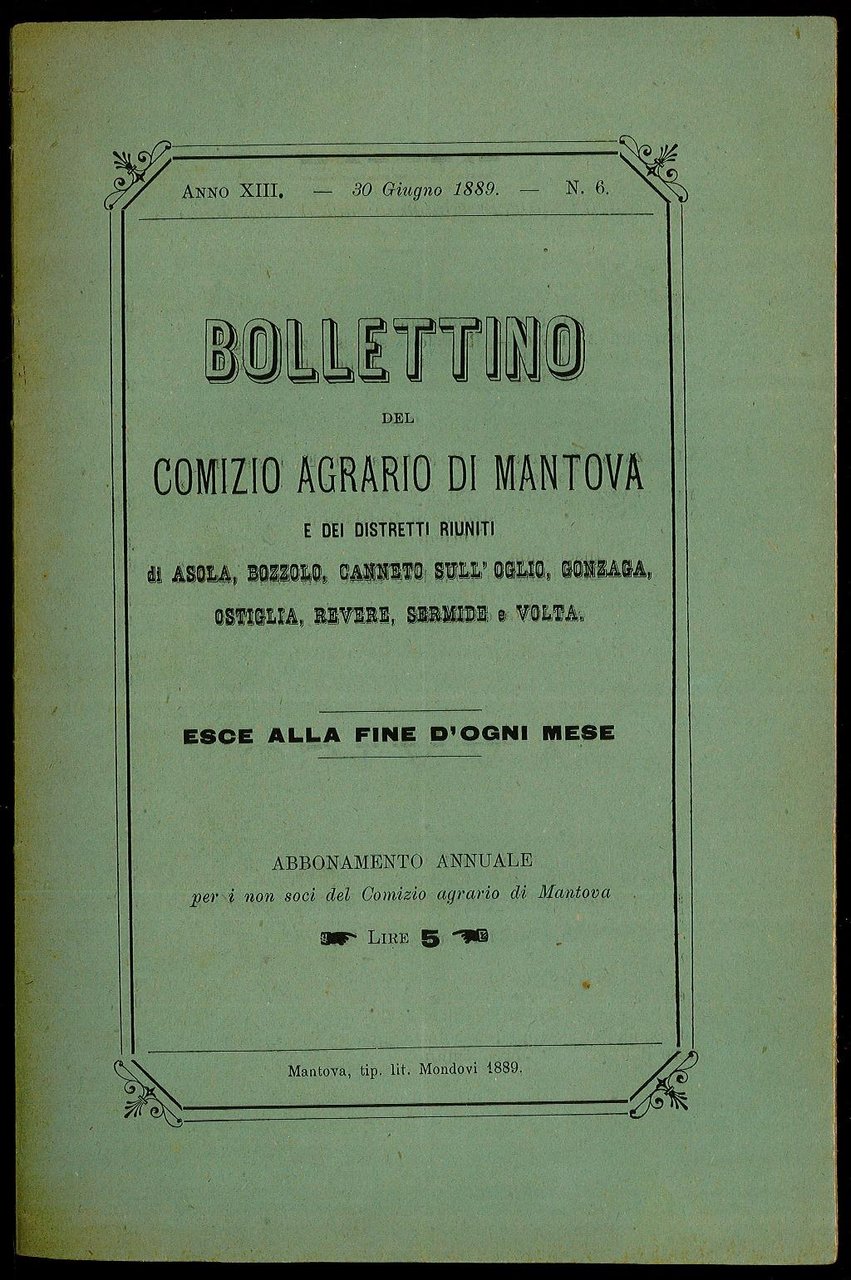 ANNO XIII. — 30 Giugno 1889. — N. 6.
BOLLETTINO
DEL
COMIZIO AGRARIO DI MANTOVA
E DEI DISTRETTI RIUNITI
di ASOLA, BOZZOLO, CANNETO SULL' OGLIO, GONZAGA,
OSTIGLIA, REVERE, SERMIDE e VOLTA.
ESCE ALLA FINE D'OGNI MESE
ABBONAMENTO ANNUALE
per i non soci del Comizio agrario di Mantova
LIRE 5
Mantova, tip. lit. Mondovi 1889.